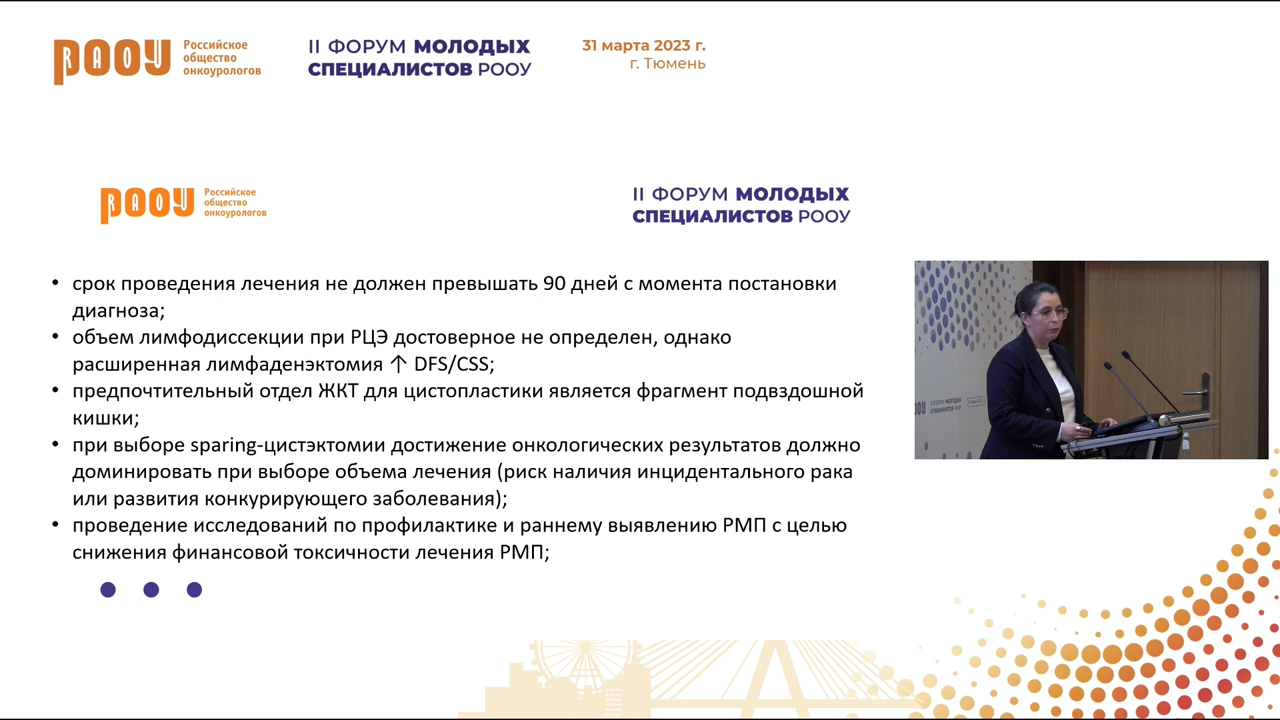 РООУ
RAOU
Российское
общество
онкоурологов
II ФОРУМ МОЛОДЫХ
СПЕЦИАЛИСТОВ РООУ
31 марта 2023 г.
г. Тюмень
РООУ
RAOU
Российское
общество
онкоурологов
II ФОРУМ МОЛОДЫХ
СПЕЦИАЛИСТОВ РООУ
• срок проведения лечения не должен превышать 90 дней с момента постановки
диагноза;
• объем лимфодиссекции при РЦЭ достоверное не определен, однако
расширенная лимфаденэктомия ↑ DFS/CSS;
• предпочтительный отдел ЖКТ для цистопластики является фрагмент подвздошной
кишки;
• при выборе sparing-цистэктомии достижение онкологических результатов должно
доминировать при выборе объема лечения (риск наличия инцидентального рака
или развития конкурирующего заболевания);
• проведение исследований по профилактике и раннему выявлению РМП с целью
снижения финансовой токсичности лечения РМП;